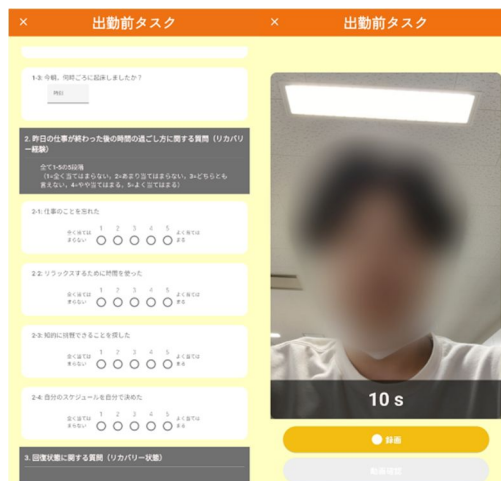 出勤前タスク
1-3: 今朝、何時ごろに起床しましたか？
時刻
2. 昨日の仕事が終わった後の時間の過ごし方に関する質問（リカバリ
ー経験）
全て1-5の5段階
（1=全く当てはまらない，2=あまり当てはまらない，3=どちらとも
言えない，4=やや当てはまる，5=よく当てはまる）
2-1: 仕事のことを忘れた
1 2 3 4 5
全く当ては よく当ては
まらない まる
2-2: リラックスするために時間を使った
1 2 3 4 5
全く当ては よく当ては
まらない まる
2-3: 知的に挑戦できることを探した
1 2 3 4 5
全く当ては よく当ては
まらない まる
2-4: 自分のスケジュールを自分で決めた
1 2 3 4 5
全く当ては よく当ては
まらない まる
3. 回復状態に関する質問（リカバリー状態）
出勤前タスク
10 s
録画